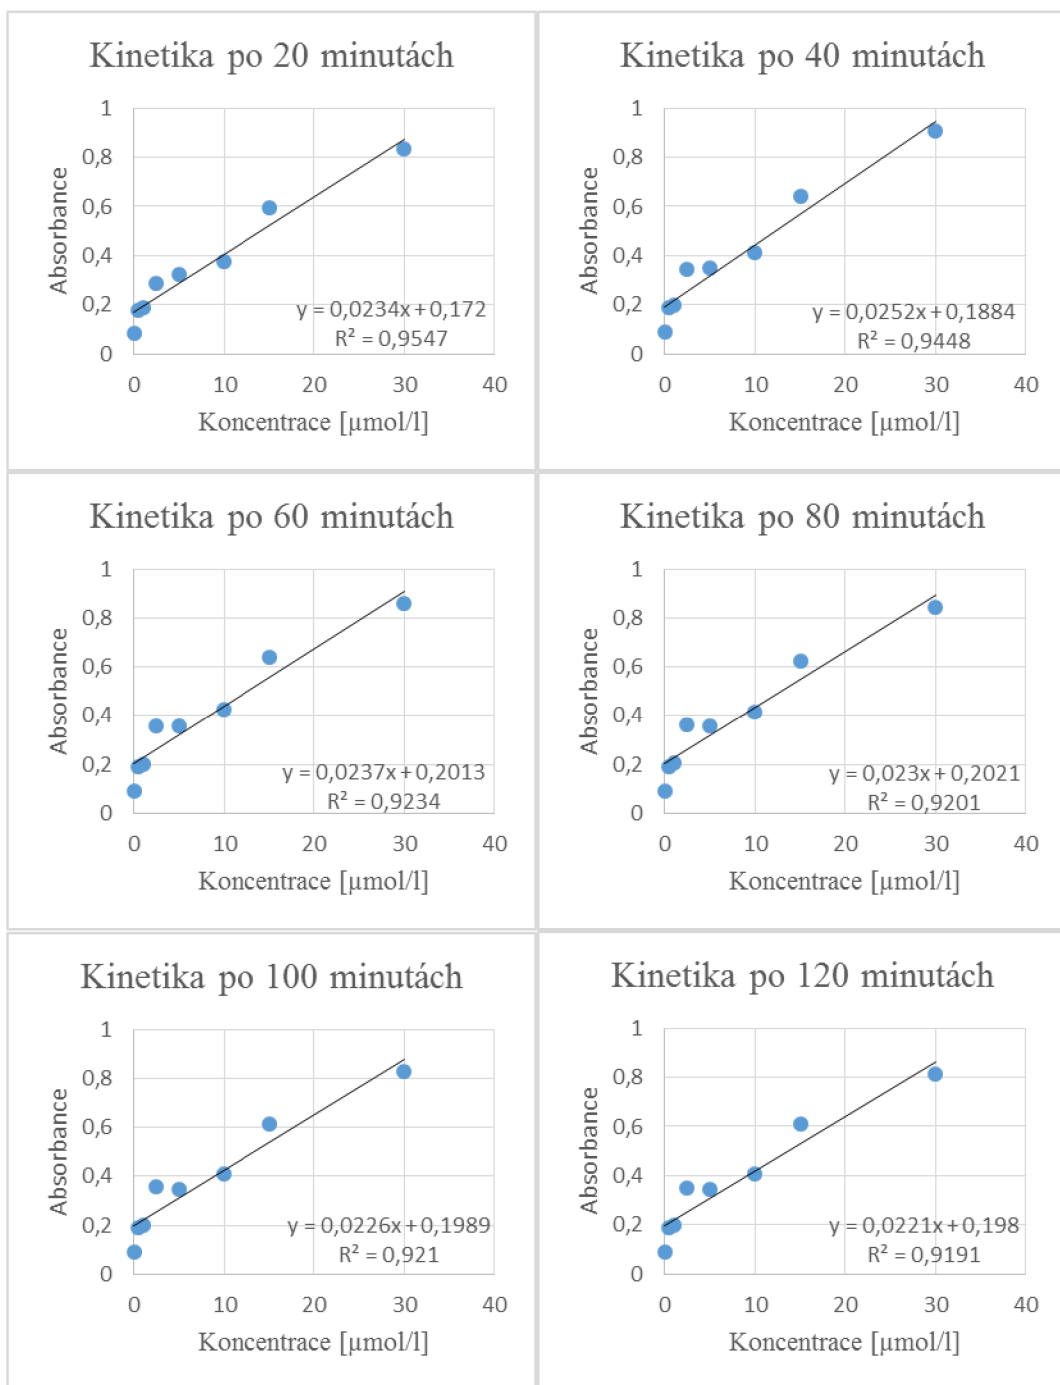 Kinetika po 20 minutách
1
0,8
0,6
0,4
0,2
0
Absorbance
y = 0,0234x + 0,172
R² = 0,9547
0 10 20 30 40
Koncentrace [µmol/l]
Kinetika po 40 minutách
1
0,8
0,6
0,4
0,2
0
Absorbance
y = 0,0252x + 0,1884
R² = 0,9448
0 10 20 30 40
Koncentrace [µmol/l]
Kinetika po 60 minutách
1
0,8
0,6
0,4
0,2
0
Absorbance
y = 0,0237x + 0,2013
R² = 0,9234
0 10 20 30 40
Koncentrace [µmol/l]
Kinetika po 80 minutách
1
0,8
0,6
0,4
0,2
0
Absorbance
y = 0,023x + 0,2021
R² = 0,9201
0 10 20 30 40
Koncentrace [µmol/l]
Kinetika po 100 minutách
1
0,8
0,6
0,4
0,2
0
Absorbance
y = 0,0226x + 0,1989
R² = 0,921
0 10 20 30 40
Koncentrace [µmol/l]
Kinetika po 120 minutách
1
0,8
0,6
0,4
0,2
0
Absorbance
y = 0,0221x + 0,198
R² = 0,9191
0 10 20 30 40
Koncentrace [µmol/l]